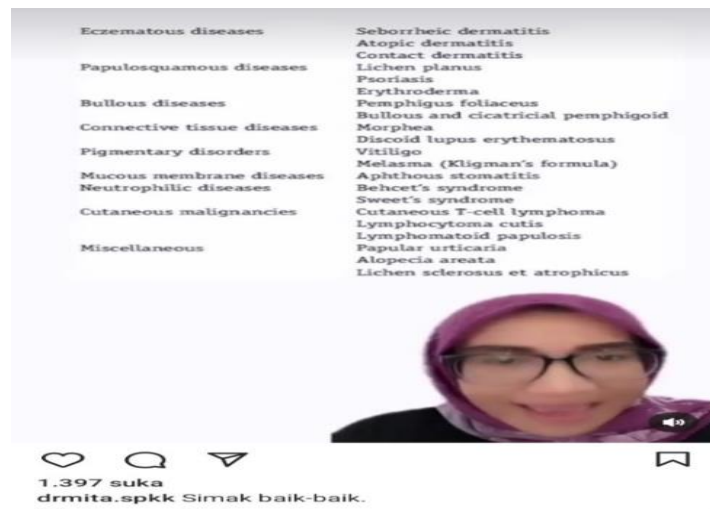 Eczematous diseases Seborrheic dermatitis
Atopic dermatitis
Contact dermatitis
Papulosquamous diseases Lichen planus
Psoriasis
Erythroderma
Bullous diseases Pemphigus foliaceus
Bullous and cicatricial pemphigoid
Connective tissue diseases Morphea
Discoid lupus erythematosus
Pigmentary disorders Vitiligo
Melasma (Kligman's formula)
Mucous membrane diseases Aphthous stomatitis
Neutrophilic diseases Behcet's syndrome
Sweet's syndrome
Cutaneous malignancies Cutaneous T-cell lymphoma
Lymphocytoma cutis
Lymphomatoid papulosis
Miscellaneous Papular urticaria
Alopecia areata
Lichen sclerosus et atrophicus
1.397 suka
drmita.spkk Simak baik-baik.